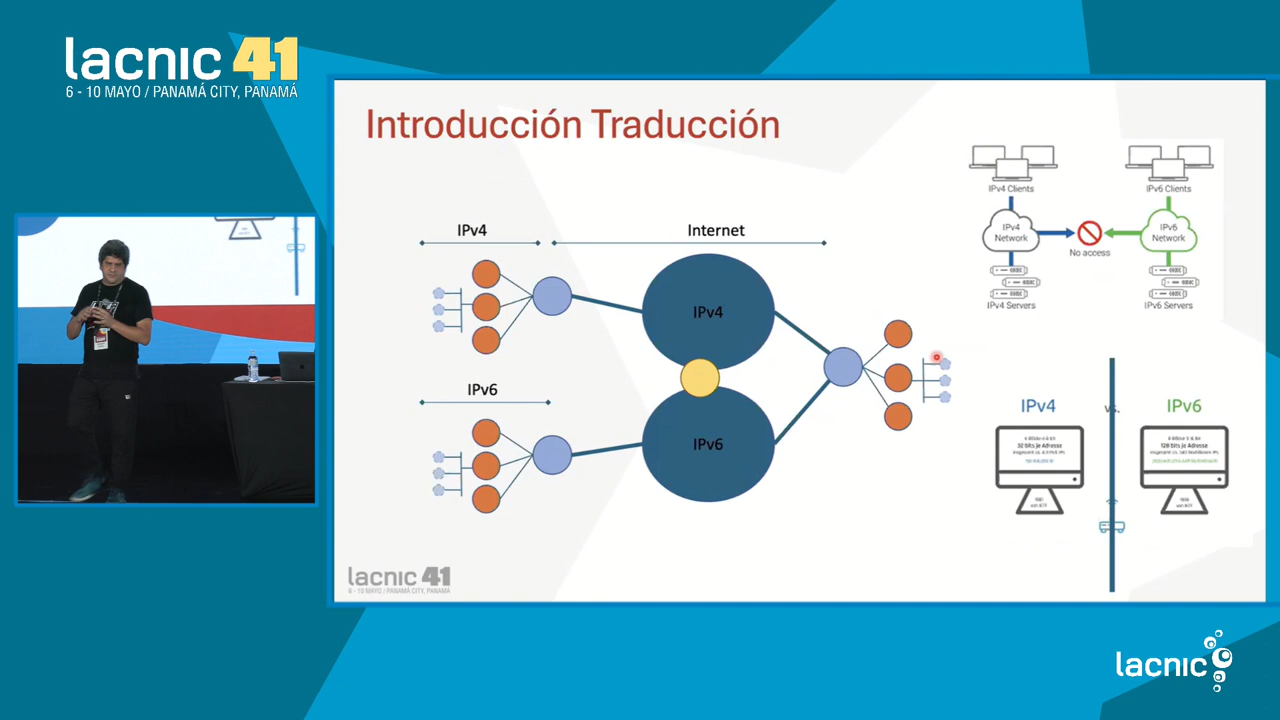 lacnic 41
6 - 10 MAYO / PANAMÁ CITY, PANAMÁ
Introducción Traducción
IPv4
Internet
IPv4
IPv6
IPv6
IPv4 Clients
IPv6 Clients
IPv4
Network
IPv6
Network
No access
IPv4 Servers
IPv6 Servers
IPv4
vs.
IPv6
32 bits je Adresse
128 bits je Adresse
lacnic 41
6 - 10 MAYO / PANAMÁ CITY, PANAMÁ
lacnic